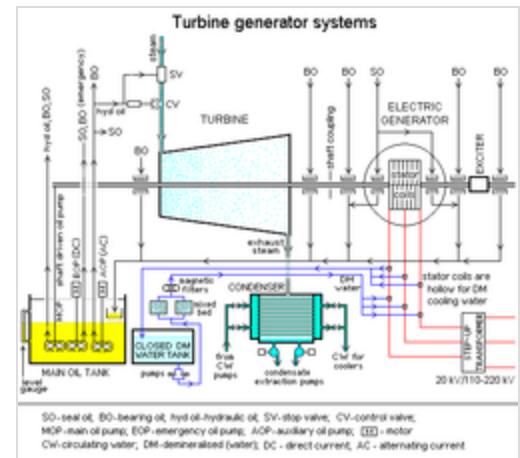 Turbine generator systems
steam
SV
CV
hyd oil, BO, SO
SO, BO (emergency)
BO
hyd oil
SO
BO
TURBINE
BO
shaft coupling
BO
SO
BO
BO
ELECTRIC
GENERATOR
stator
coils
EXCITER
shaft driven oil pump
MOP
EOP (DC)
AOP (AC)
exhaust
steam
magnetic
filters
mixed
bed
CONDENSER
DM
water
stator coils are
hollow for DM
cooling water
CLOSED DM
WATER TANK
pumps
MAIN OIL TANK
level
gauge
from
CW
pumps
condensate
extraction pumps
CW for
coolers
STEP-UP
TRANSFORMER
20 kV/110-220 kV
SO-seal oil, BO-bearing oil, hyd oil-hydraulic oil, SV-stop valve, CV-control valve,
MOP-main oil pump, EOP-emergency oil pump, AOP-auxiliary oil pump, - motor
CW-circulating water, DM-demineralised (water), DC - direct current, AC - alternating current